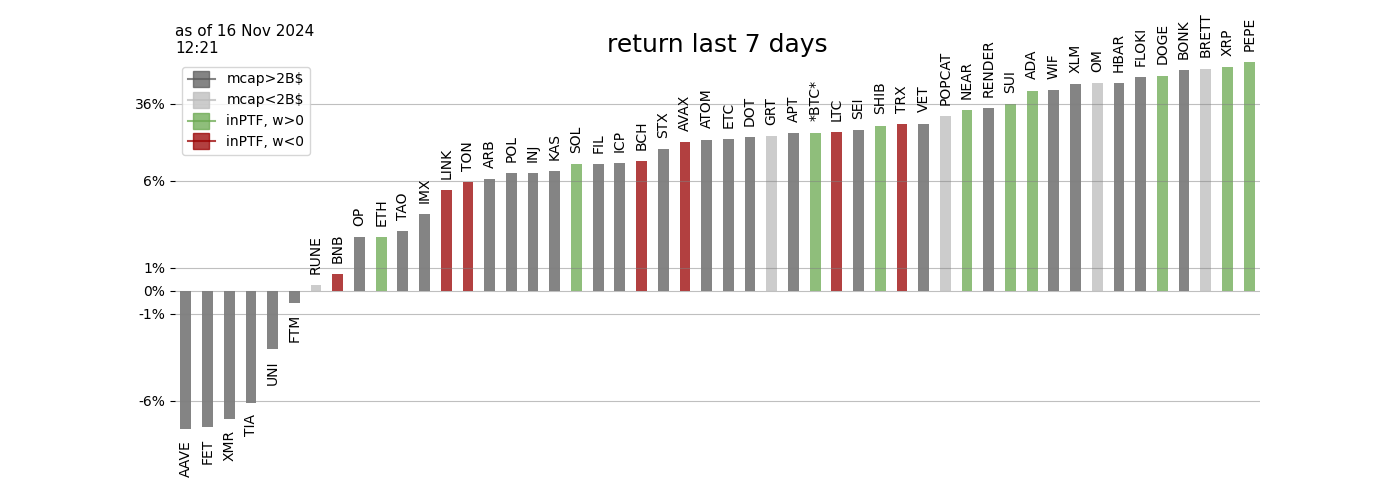 as of 16 Nov 2024
12:21
return last 7 days
mcap>2B$
mcap<2B$
inPTF, w>0
inPTF, w<0
36%
6%
1%
0%
-1%
-6%
AAVE
FET
XMR
TIA
UNI
FTM
RUNE
BNB
OP
ETH
TAO
IMX
LINK
TON
ARB
POL
INJ
KAS
SOL
FIL
ICP
BCH
STX
AVAX
ATOM
ETC
DOT
GRT
APT
*BTC*
LTC
SEI
SHIB
TRX
VET
POPCAT
NEAR
RENDER
SUI
ADA
WIF
XLM
OM
HBAR
FLOKI
DOGE
BONK
BRETT
XRP
PEPE